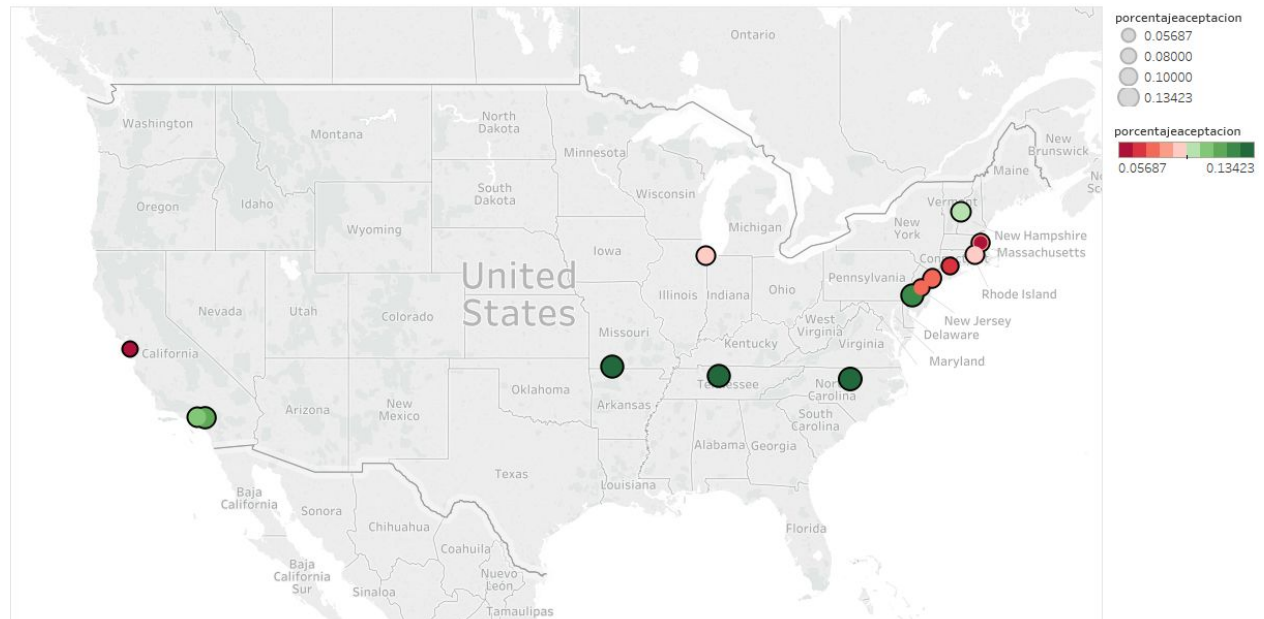 Ontario
Washington
Montana
North
Dakota
Minnesota
New
Brunswick
Maine
Oregon
Idaho
Wyoming
South
Dakota
Wisconsin
Michigan
Vermont
New
York
New Hampshire
Massachusetts
Iowa
United
States
Illinois
Indiana
Ohio
Pennsylvania
Rhode Island
Nevada
Utah
Colorado
Missouri
Kentucky
West
Virginia
Virginia
New Jersey
Delaware
Maryland
California
Arizona
New
Mexico
Oklahoma
Arkansas
Tennessee
North
Carolina
South
Carolina
Alabama
Georgia
Texas
Louisiana
Florida
Baja
California
Sonora
Chihuahua
Coahuila
Baja
California
Sur
Sinaloa
Nuevo
León
Tamaulipas
porcentajeaceptacion
0.05687
0.08000
0.10000
0.13423
porcentajeaceptacion
0.05687
0.13423